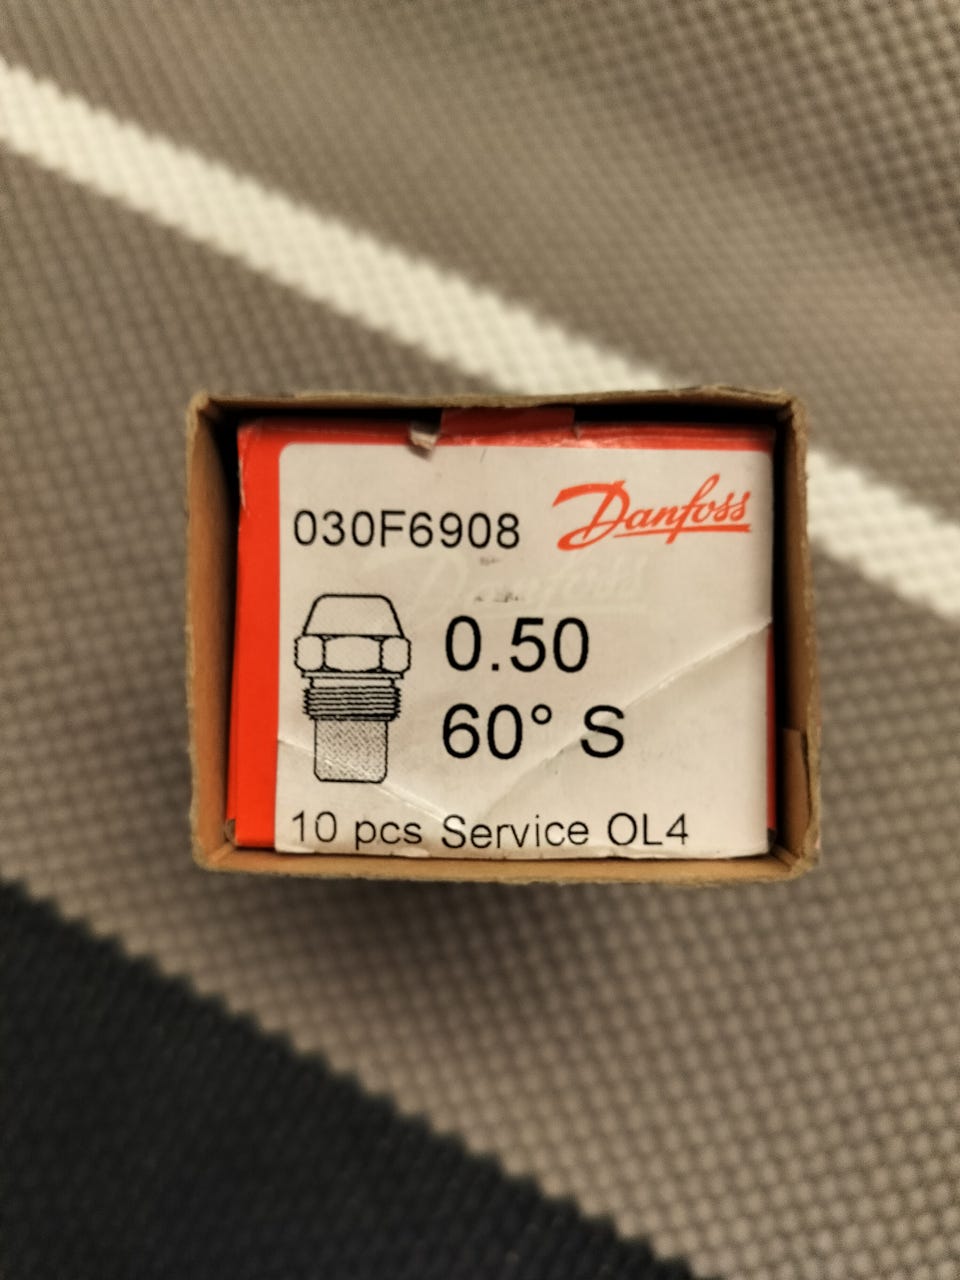 030F6908 Danfoss
0.50
60° S
10 pcs Service OL4